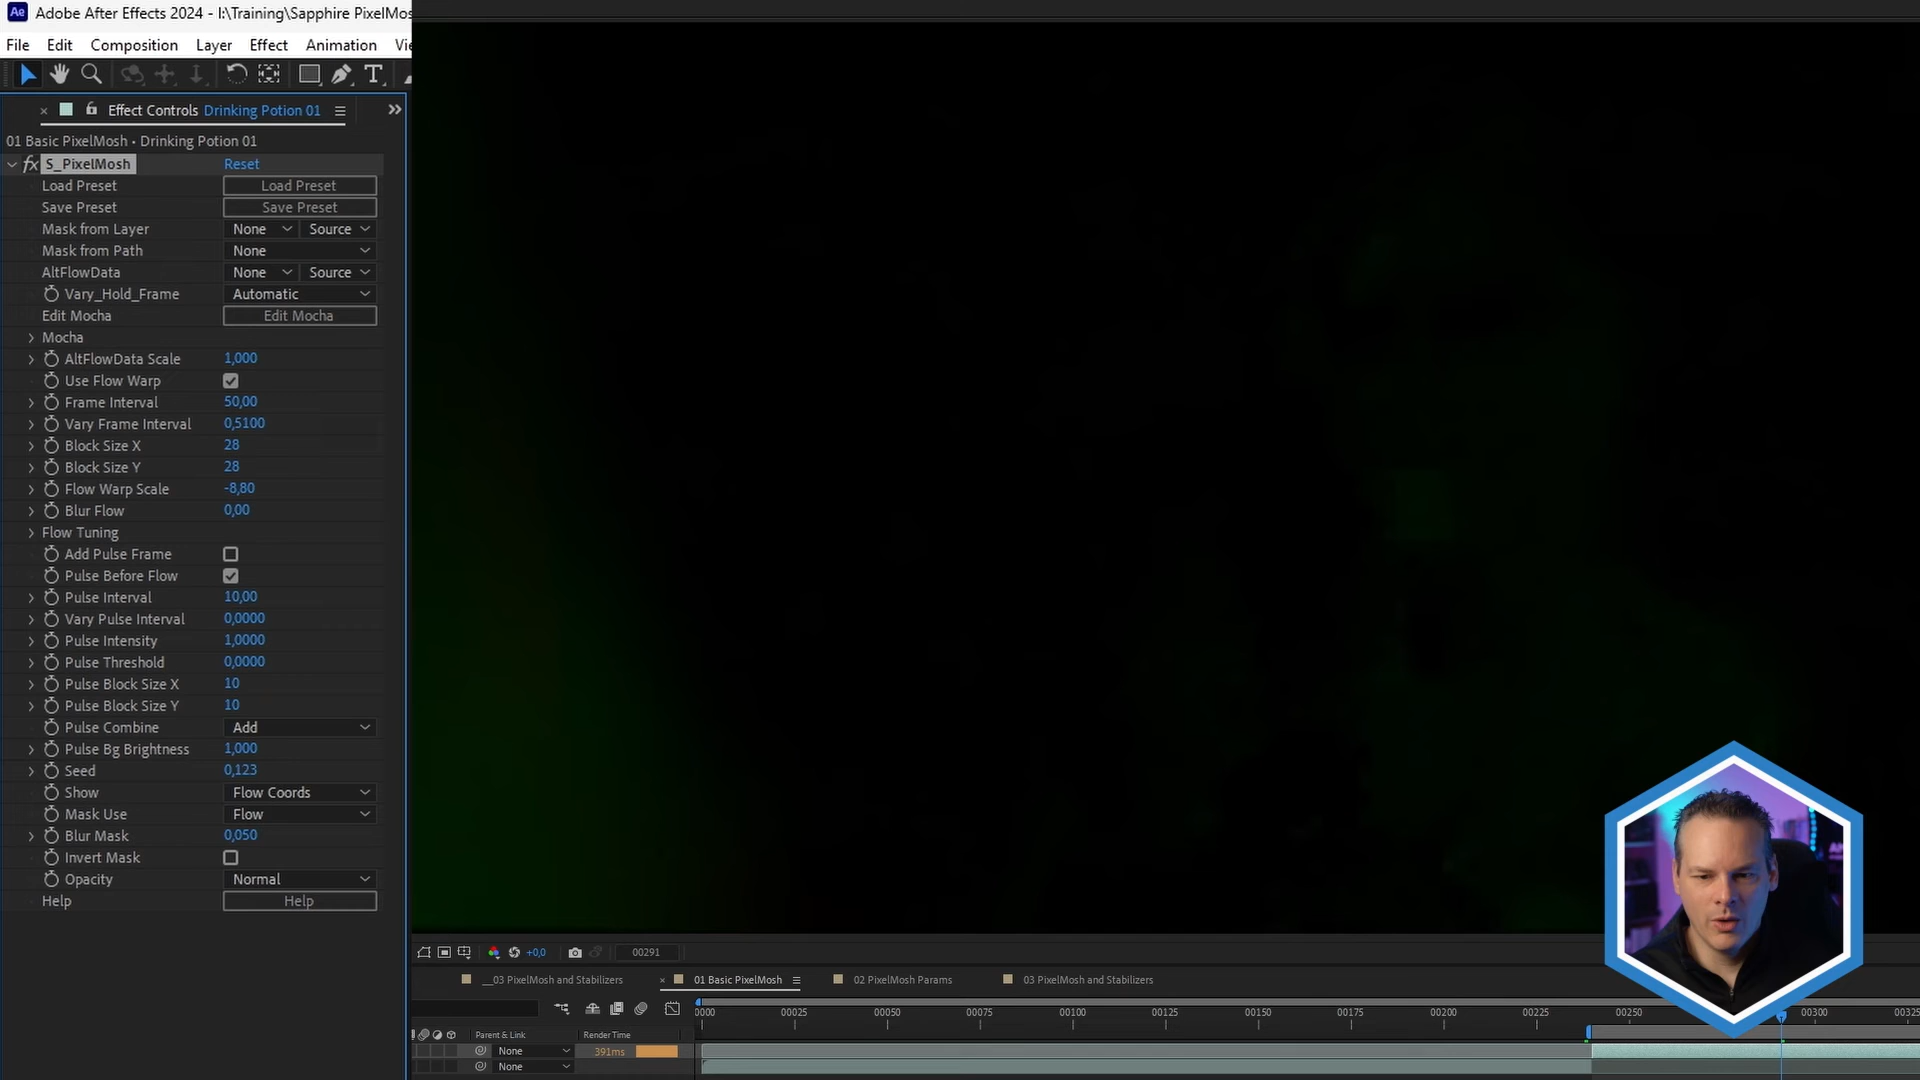 Ae Adobe After Effects 2024 - I:\Training\Sapphire PixelMos
File Edit Composition Layer Effect Animation Vi
Effect Controls Drinking Potion 01
01 Basic PixelMosh • Drinking Potion 01
fx S_PixelMosh Reset
Load Preset Load Preset
Save Preset Save Preset
Mask from Layer None Source
Mask from Path None
AltFlowData None Source
Vary_Hold_Frame Automatic
Edit Mocha Edit Mocha
Mocha
AltFlowData Scale 1,000
Use Flow Warp
Frame Interval 50,00
Vary Frame Interval 0,5100
Block Size X 28
Block Size Y 28
Flow Warp Scale -8,80
Blur Flow 0,00
Flow Tuning
Add Pulse Frame
Pulse Before Flow
Pulse Interval 10,00
Vary Pulse Interval 0,0000
Pulse Intensity 1,0000
Pulse Threshold 0,0000
Pulse Block Size X 10
Pulse Block Size Y 10
Pulse Combine Add
Pulse Bg Brightness 1,000
Seed 0,123
Show Flow Coords
Mask Use Flow
Blur Mask 0,050
Invert Mask
Opacity Normal
Help Help
+0,0 00291
__03 PixelMosh and Stabilizers 01 Basic PixelMosh 02 PixelMosh Params 03 PixelMosh and Stabilizers
0000 00025 00050 00075 00100 00125 00150 00175 00200 00225 00250 00300 00325
Parent & Link Render Time
None 391ms
None